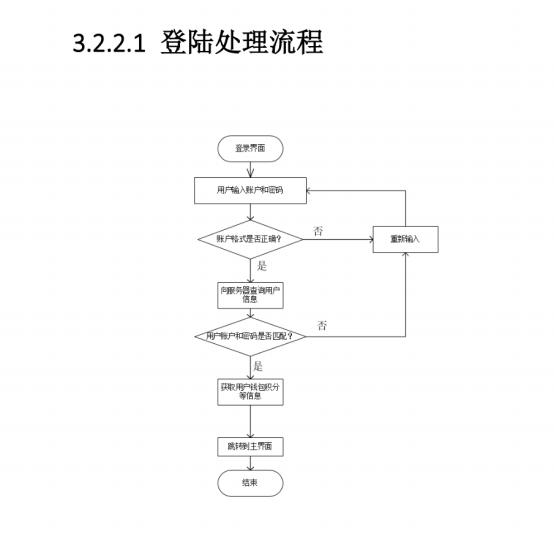 3.2.2.1 登陆处理流程
登录界面
用户输入账户和密码
账户格式是否正确?
否
重新输入
是
向服务器查询用户
信息
用户账户和密码是否匹配?
否
是
获取用户钱包积分
等信息
跳转到主界面
结束